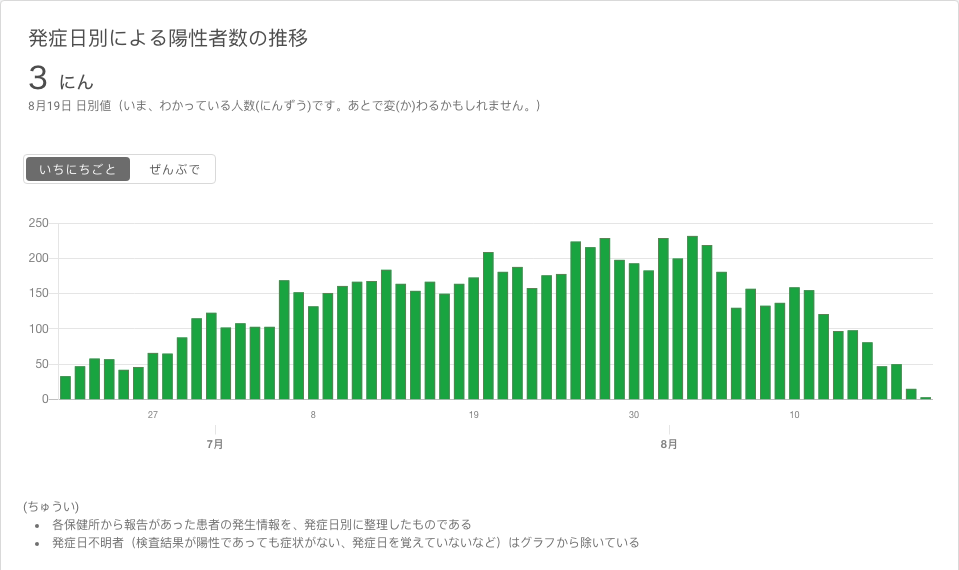 発症日別による陽性者数の推移
3 にん
8月19日 日別値（いま、わかっている人数(にんずう)です。あとで変(か)わるかもしれません。）
いちにちごと ぜんぶで
250
200
150
100
50
0
27 8 19 30 10
7月 8月
(ちゅうい)
• 各保健所から報告があった患者の発生情報を、発症日別に整理したものである
• 発症日不明者（検査結果が陽性であっても症状がない、発症日を覚えていないなど）はグラフから除いている